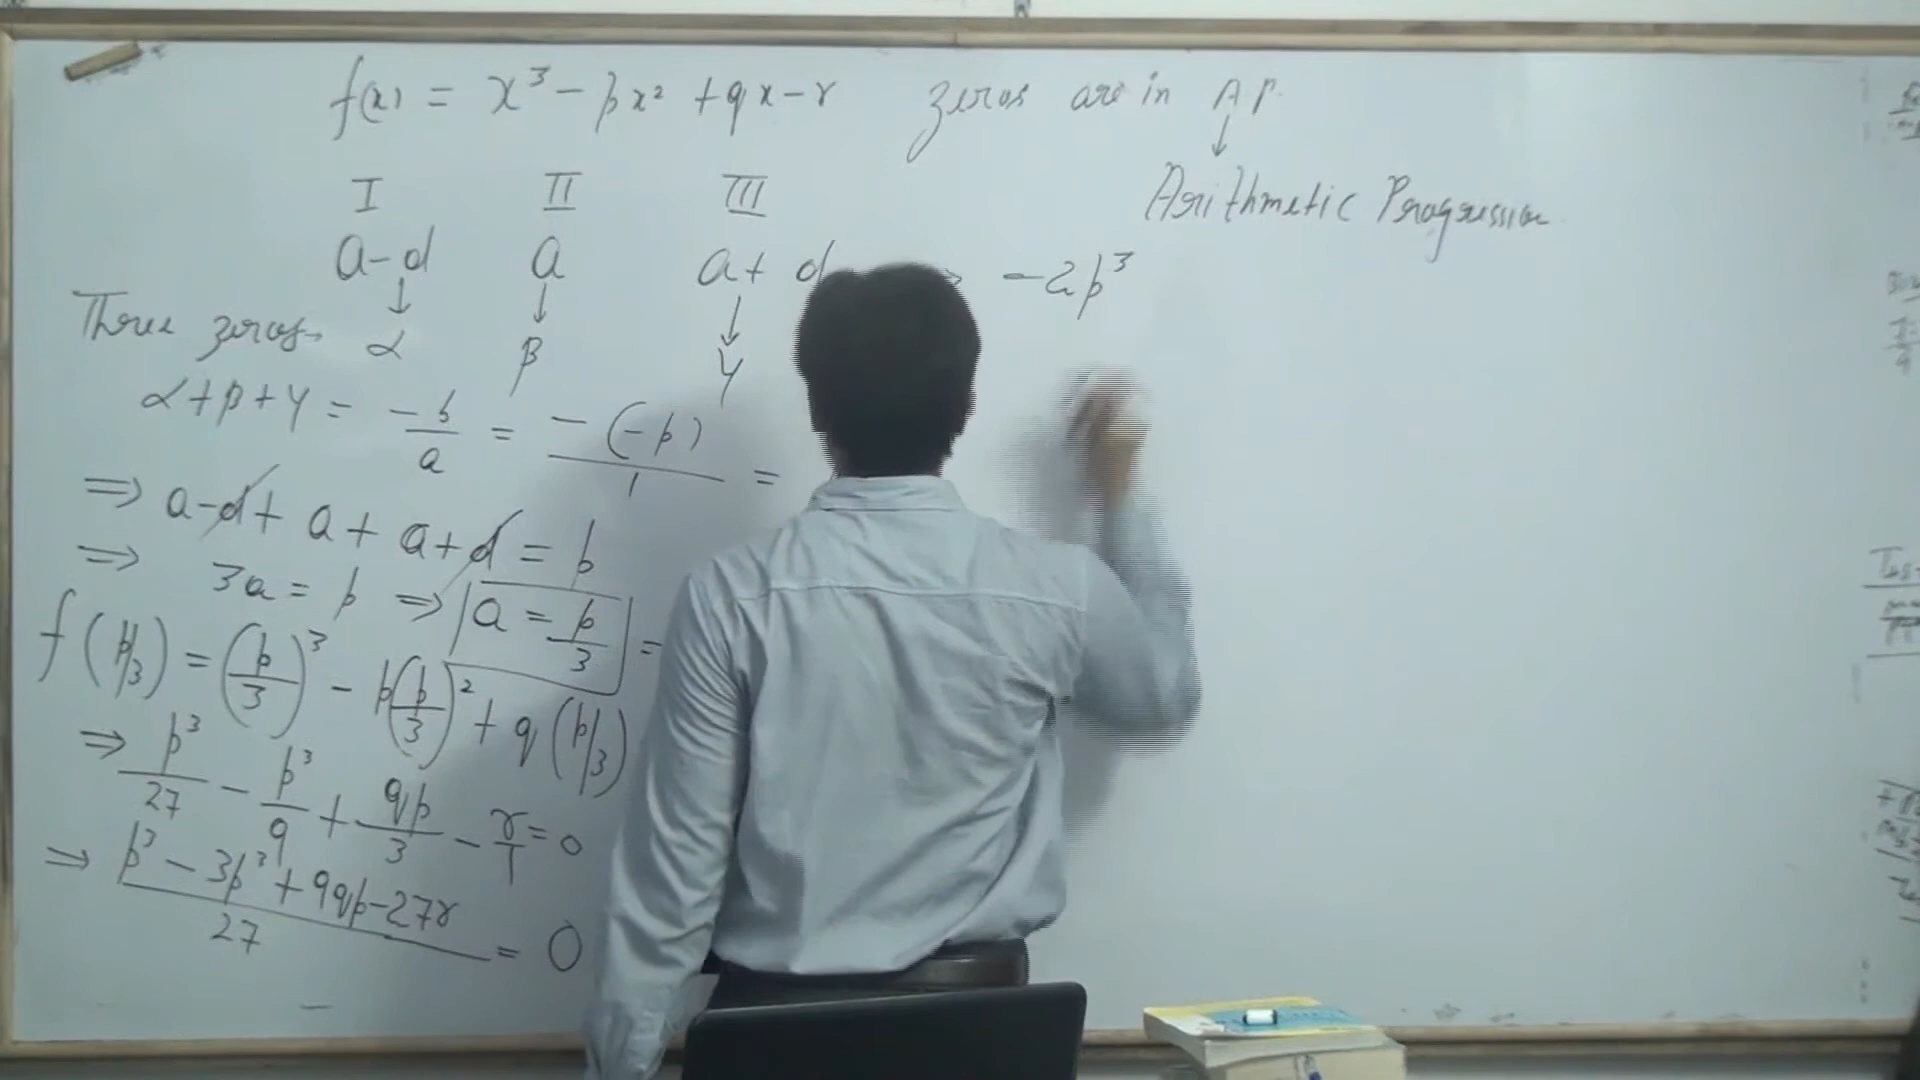 f(x) = x³ - px² + qx - r zeros are in A.P.
Arithmetic Progression
I II III
a-d a a+ d
Three zeros α β γ
α+β+γ = -b/a = -(-p)/1 =
⇒ a-d+ a + a+d = p
⇒ 3a = p ⇒ a = p/3 =
f(p/3) = (p/3)³ - p(p/3)² + q(p/3)
⇒ p³/27 - p³/9 + qp/3 - r/1 = 0
⇒ p³ - 3p³ + 9qp - 27r / 27 = 0
-2p³